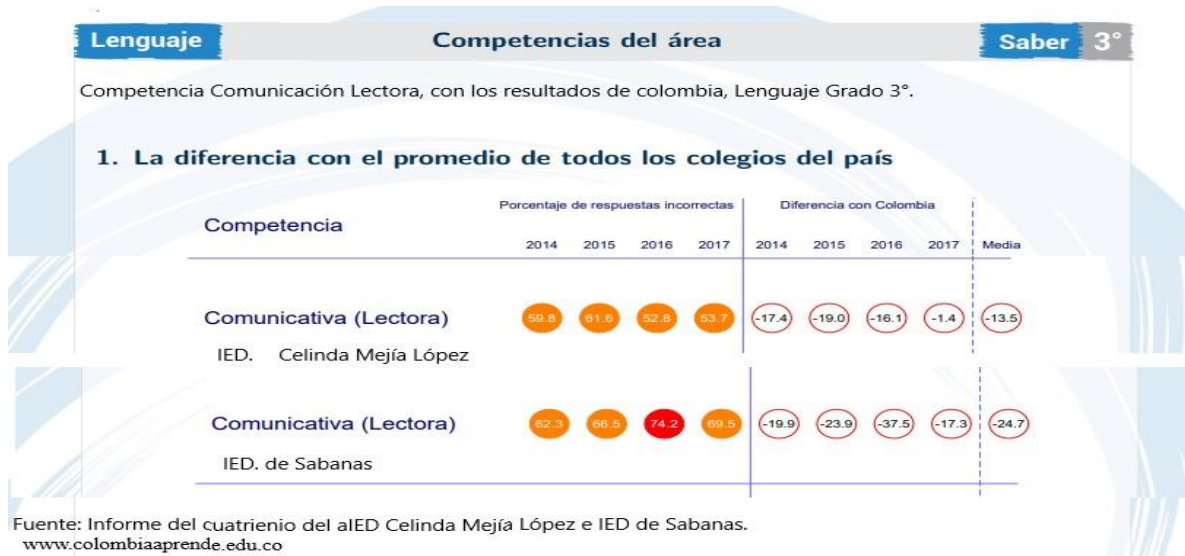 Lenguaje Competencias del área Saber 3°
Competencia Comunicación Lectora, con los resultados de colombia, Lenguaje Grado 3°.
1. La diferencia con el promedio de todos los colegios del país
Porcentaje de respuestas incorrectas Diferencia con Colombia
Competencia
2014 2015 2016 2017 2014 2015 2016 2017 Media
Comunicativa (Lectora) 59.8 61.6 52.8 53.7 -17.4 -19.0 -16.1 -1.4 -13.5
IED. Celinda Mejía López
Comunicativa (Lectora) 62.3 66.5 74.2 69.5 -19.9 -23.9 -37.5 -17.3 -24.7
IED. de Sabanas
Fuente: Informe del cuatrienio del aIED Celinda Mejía López e IED de Sabanas.
www.colombiaaprende.edu.co